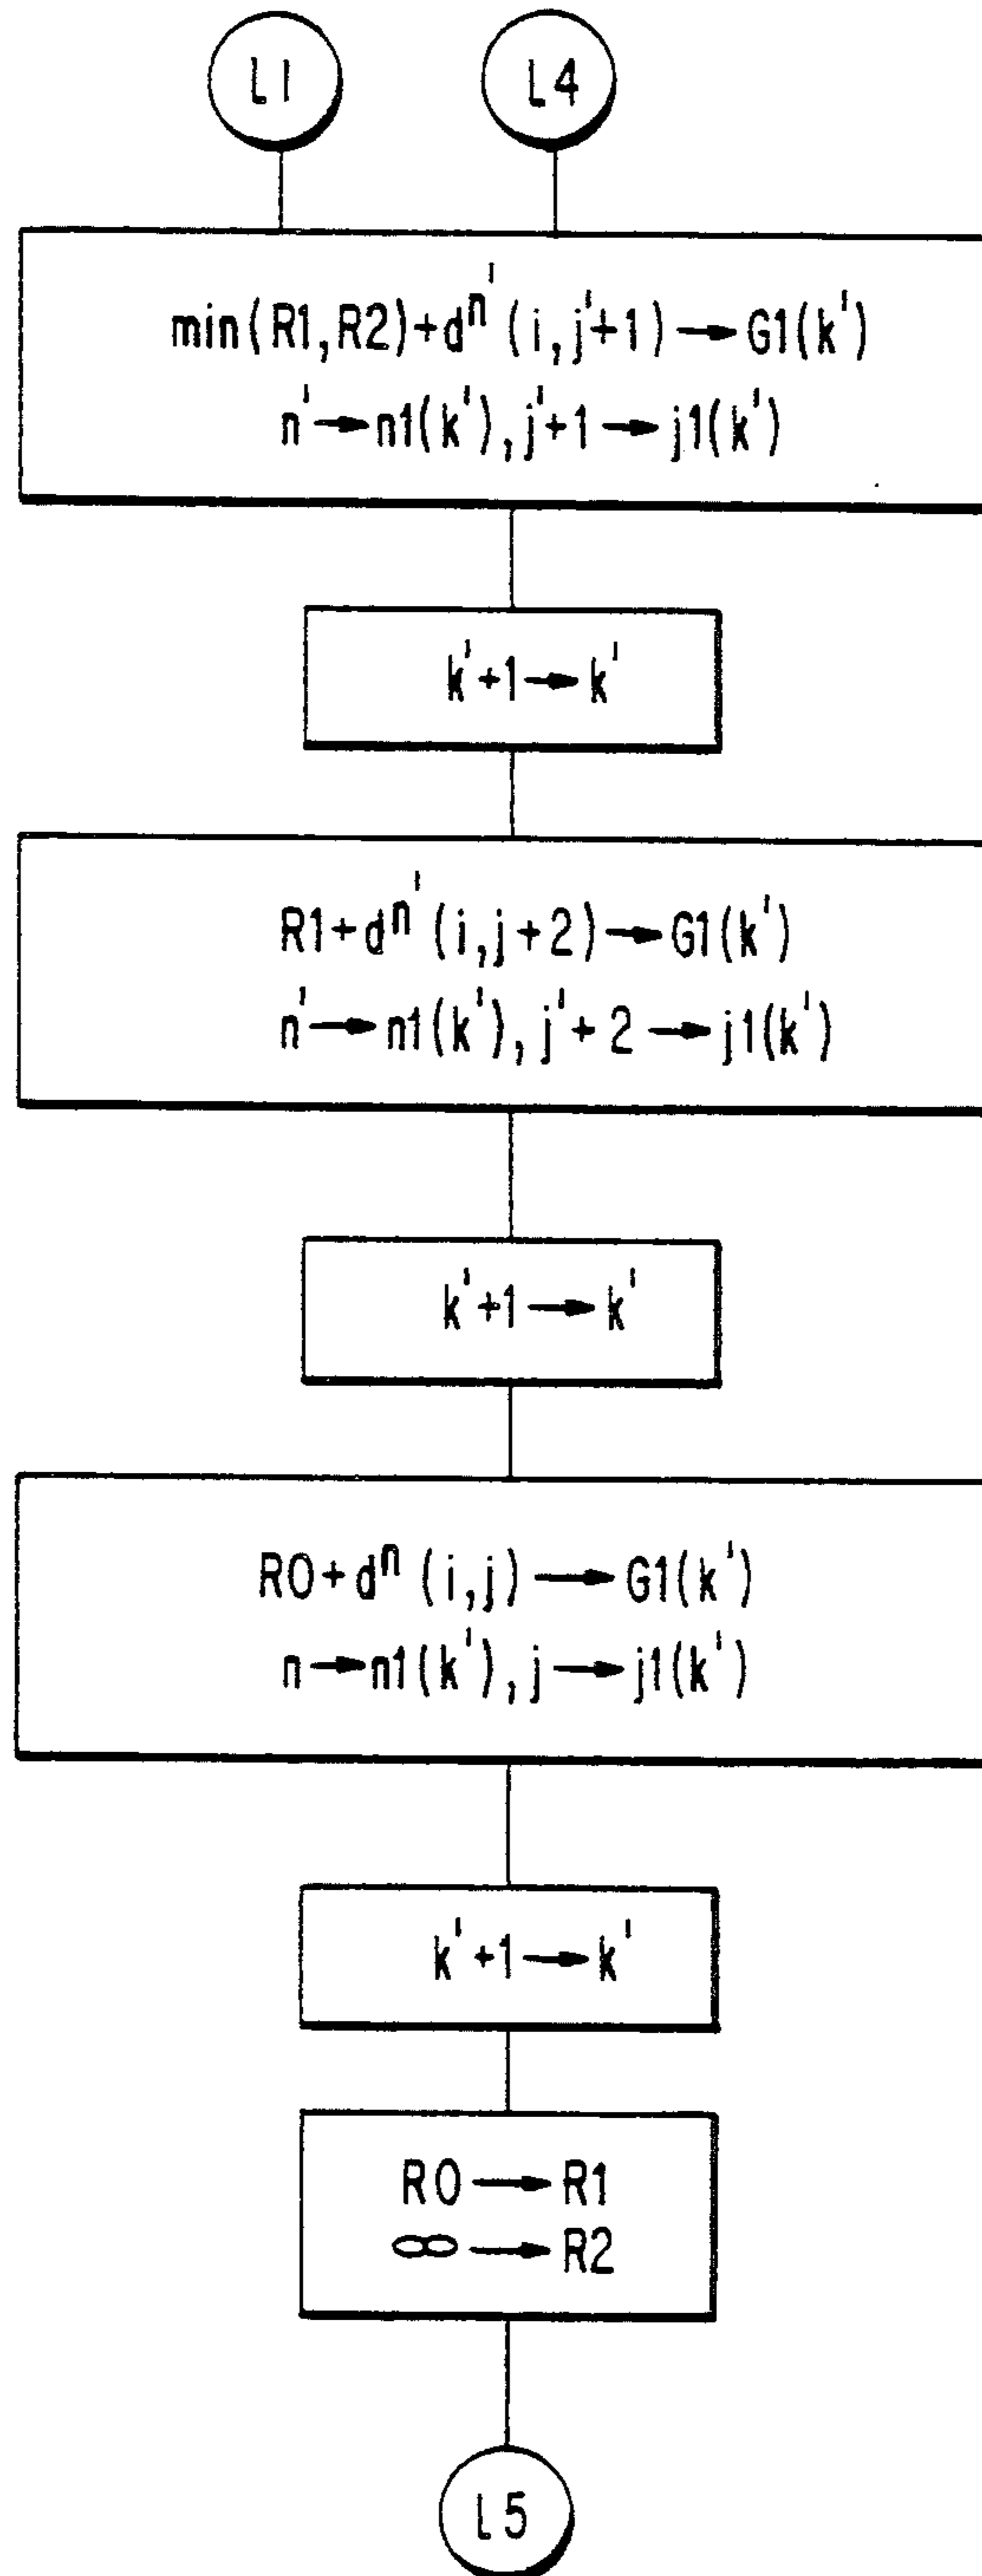 L1 L4
min(R1,R2)+d^n'(i,j'+1)→G1(k')
n'→n1(k'),j'+1→j1(k')
k'+1→k'
R1+d^n'(i,j+2)→G1(k')
n'→n1(k'),j'+2→j1(k')
k'+1→k'
R0+d^n(i,j)→G1(k')
n→n1(k'),j→j1(k')
k'+1→k'
R0→R1
∞→R2
L5